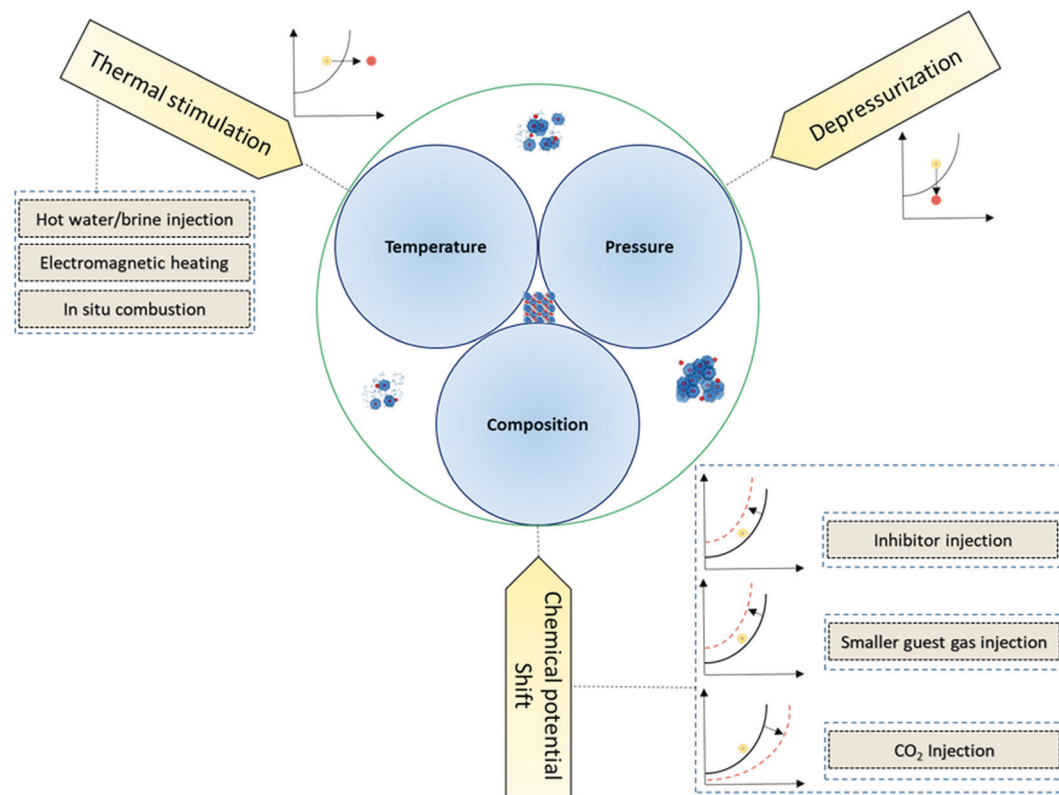 Thermal stimulation
Depressurization
Hot water/brine injection
Electromagnetic heating
In situ combustion
Temperature
Pressure
Composition
Chemical potential
Shift
Inhibitor injection
Smaller guest gas injection
CO₂ Injection